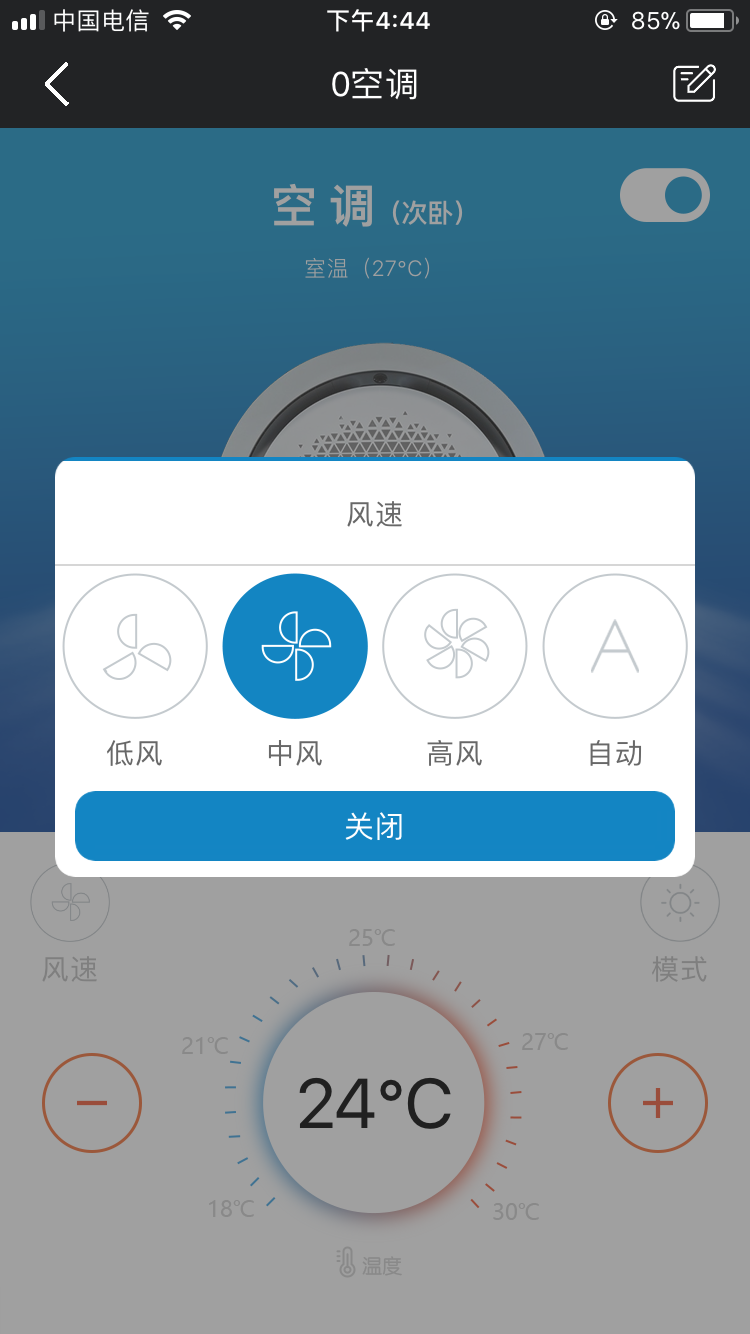 中国电信 下午4:44 85%
0空调
空 调 (次卧)
室温（27°C）
风速
低风 中风 高风 自动
A
关闭
风速 模式
25℃
21℃ 27℃
24°C
18℃ 30℃
温度